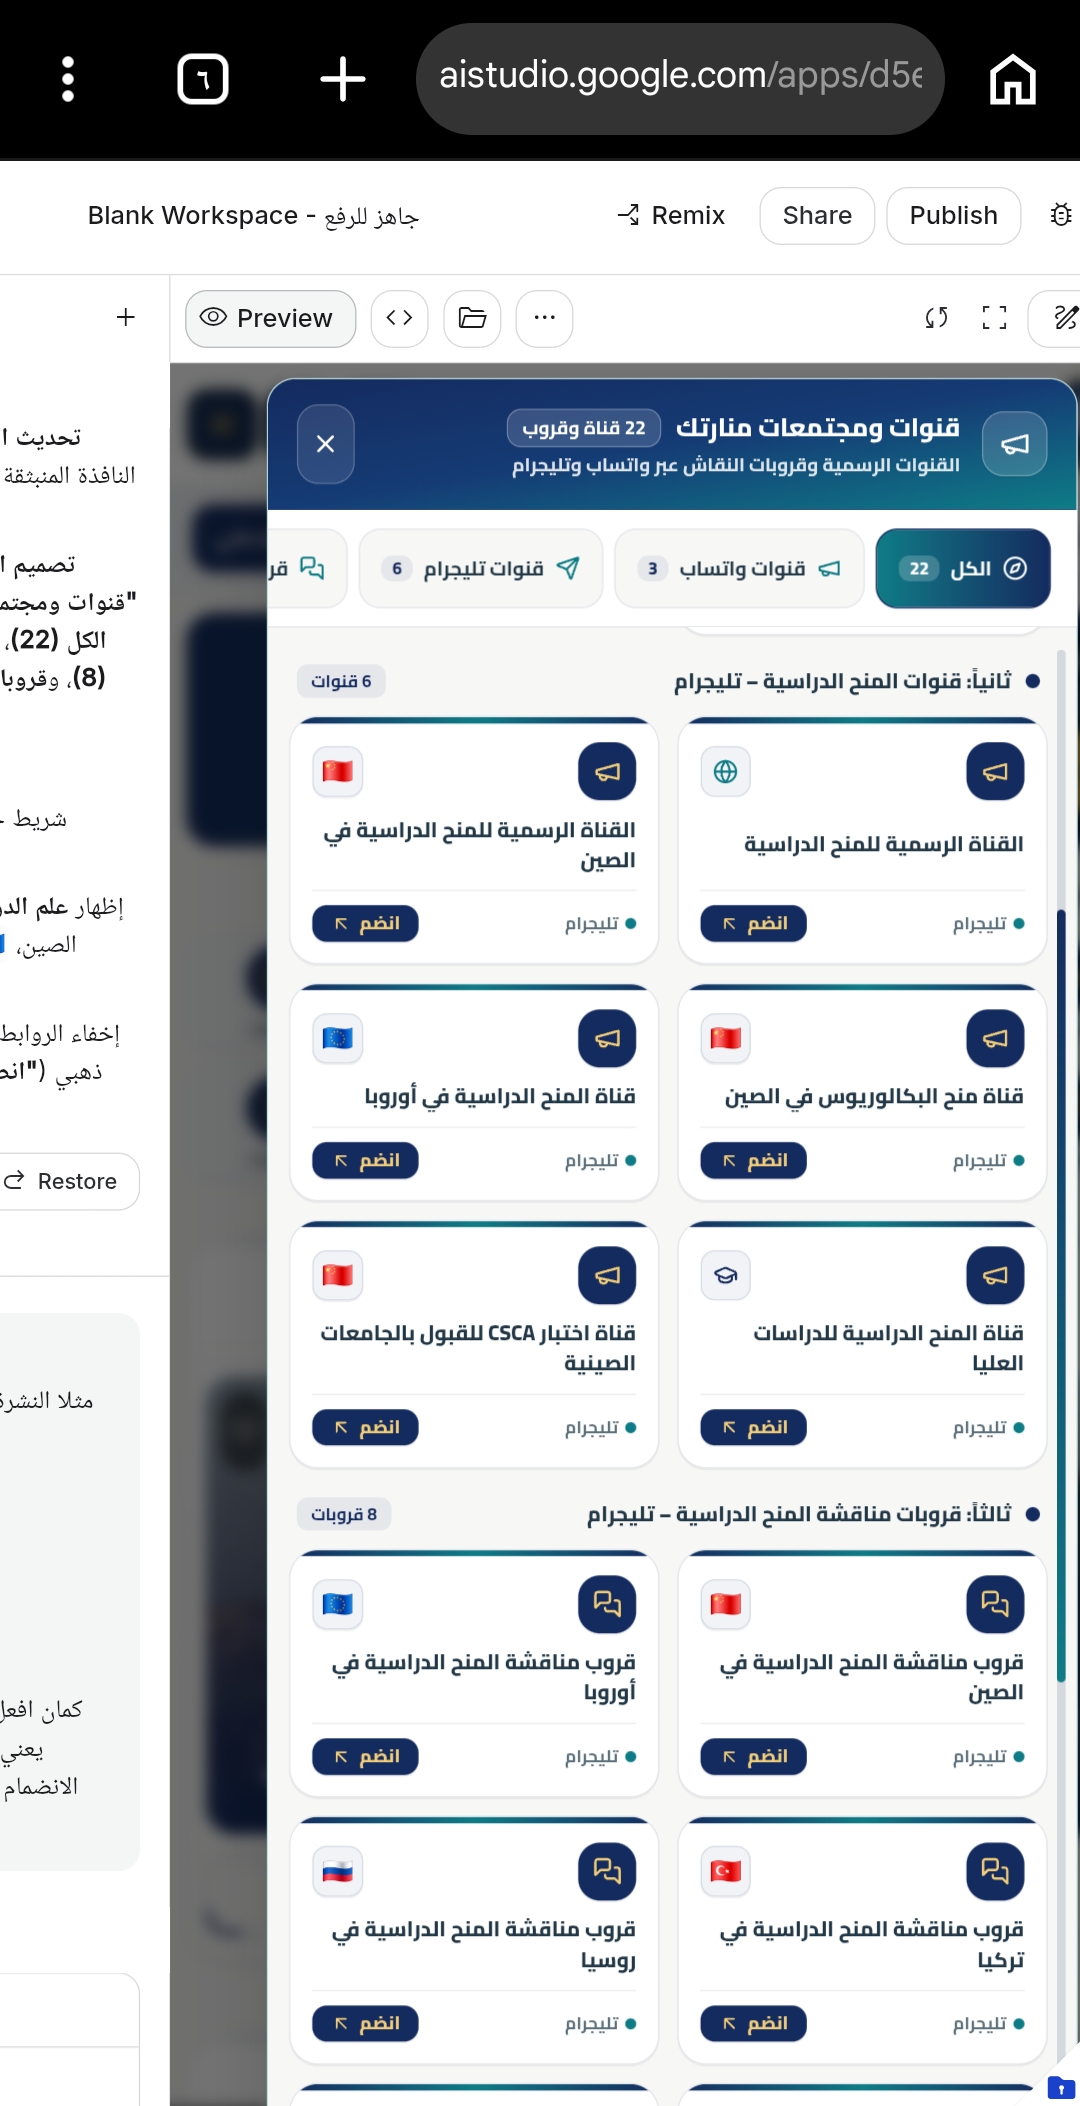 ٦
aistudio.google.com/apps/d5e
Blank Workspace - جاهز للرفع
Remix
Share
Publish
Preview
تحديث ا
النافذة المنبثقة
تصميم ا
"قنوات ومجتم
الكل (22)،
(8)، وقروبا
شريط
إظهار علم الد
الصين،
إخفاء الروابط
ذهبي ("انض
Restore
مثلا النشرة
كمان افعل
يعني
الانضمام
قنوات ومجتمعات منارتك
22 قناة وقروب
القنوات الرسمية وقروبات النقاش عبر واتساب وتليجرام
الكل 22
قنوات واتساب 3
قنوات تليجرام 6
قر
ثانياً: قنوات المنح الدراسية – تليجرام
6 قنوات
القناة الرسمية للمنح الدراسية
تليجرام
انضم
القناة الرسمية للمنح الدراسية في
الصين
تليجرام
انضم
قناة منح البكالوريوس في الصين
تليجرام
انضم
قناة المنح الدراسية في أوروبا
تليجرام
انضم
قناة المنح الدراسية للدراسات
العليا
تليجرام
انضم
قناة اختبار CSCA للقبول بالجامعات
الصينية
تليجرام
انضم
ثالثاً: قروبات مناقشة المنح الدراسية – تليجرام
8 قروبات
قروب مناقشة المنح الدراسية في
الصين
تليجرام
انضم
قروب مناقشة المنح الدراسية في
أوروبا
تليجرام
انضم
قروب مناقشة المنح الدراسية في
تركيا
تليجرام
انضم
قروب مناقشة المنح الدراسية في
روسيا
تليجرام
انضم